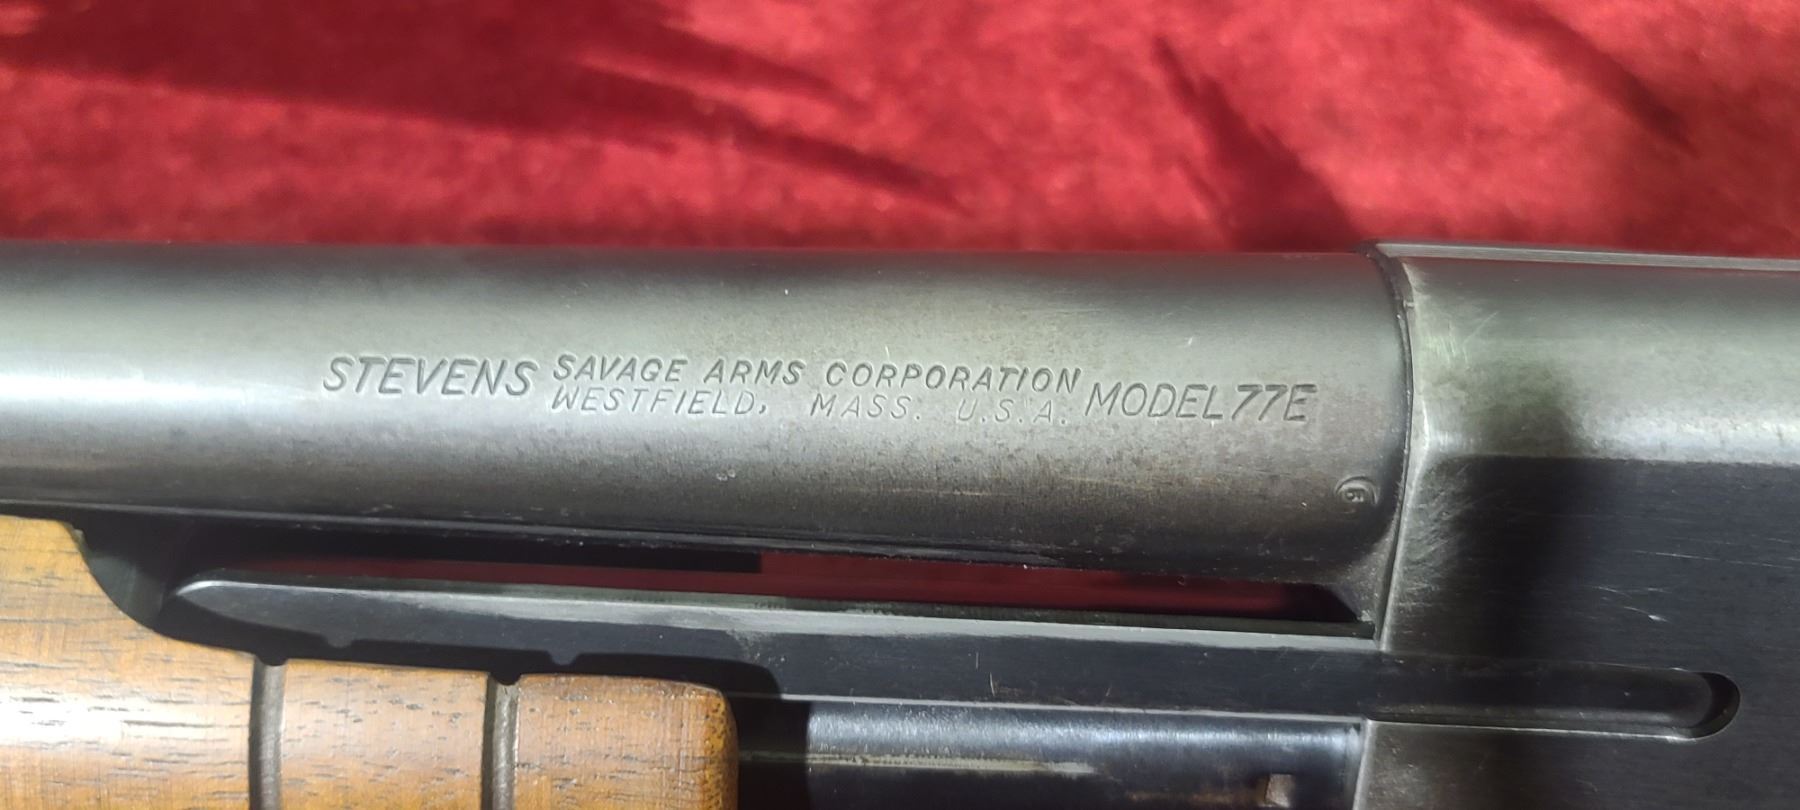 STEVENS SAVAGE ARMS CORPORATION MODEL 77E
WESTFIELD, MASS. U.S.A.